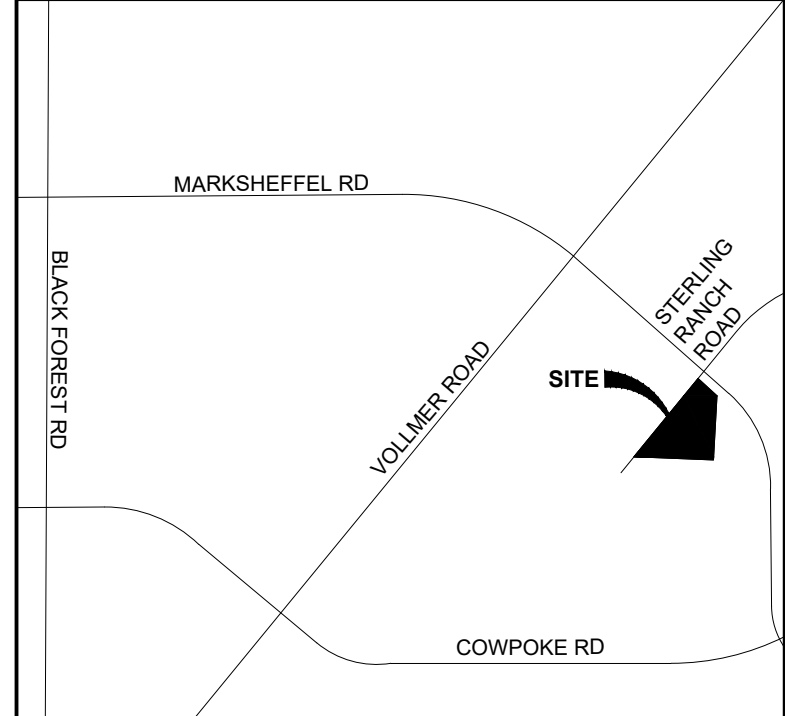 MARKSHEFFEL RD
STERLING
RANCH
ROAD
BLACK FOREST RD
VOLLMER ROAD
SITE
COWPOKE RD